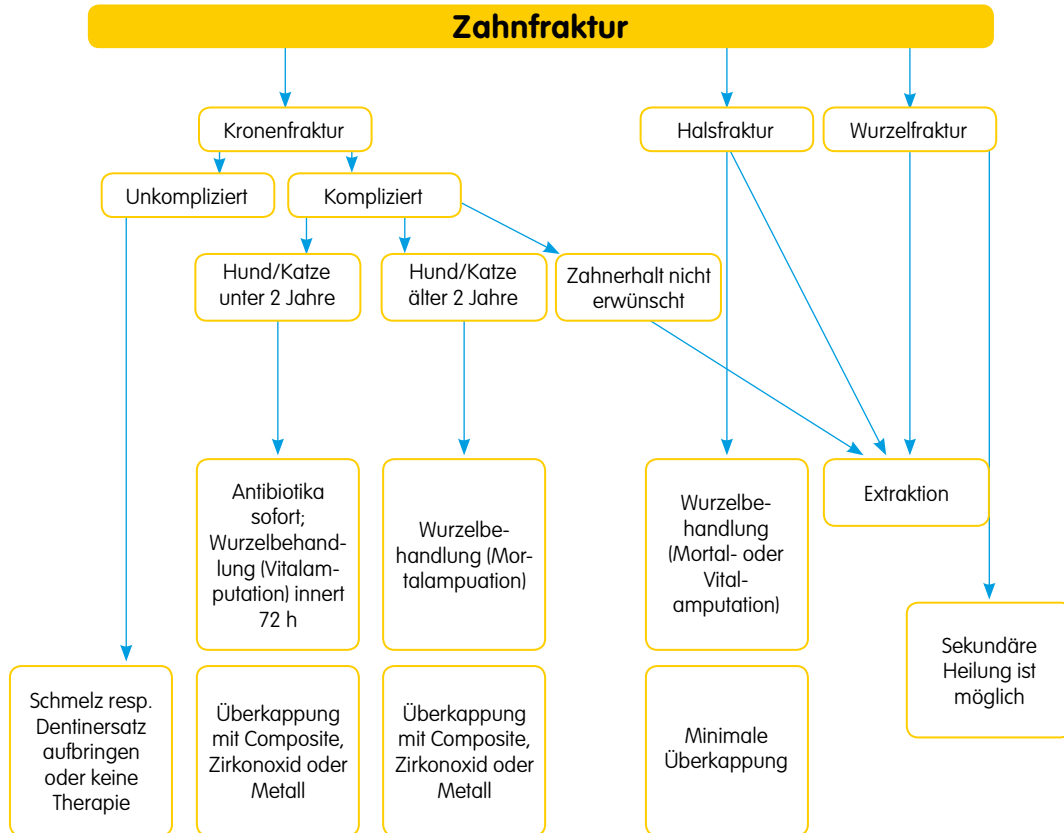 Zahnfraktur
Kronenfraktur
Halsfraktur
Wurzelfraktur
Unkompliziert
Kompliziert
Hund/Katze
unter 2 Jahre
Hund/Katze
älter 2 Jahre
Zahnerhalt nicht
erwünscht
Antibiotika
sofort;
Wurzelbehand-
lung (Vitalam-
putation) innert
72 h
Wurzelbe-
handlung (Mor-
talampuation)
Wurzelbe-
handlung
(Mortal- oder
Vital-
amputation)
Extraktion
Sekundäre
Heilung ist
möglich
Schmelz resp.
Dentinersatz
aufbringen
oder keine
Therapie
Überkappung
mit Composite,
Zirkonoxid oder
Metall
Überkappung
mit Composite,
Zirkonoxid oder
Metall
Minimale
Überkappung